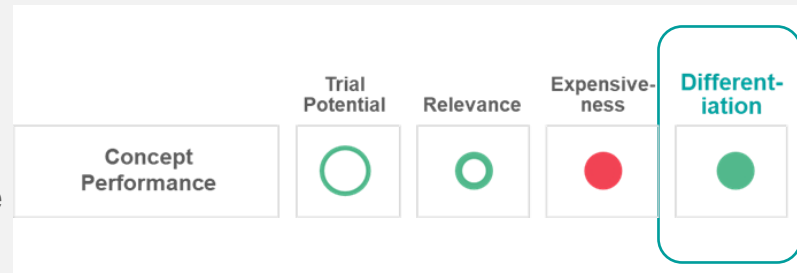 Trial
Potential
Relevance
Expensive-
ness
Different-
iation
Concept
Performance